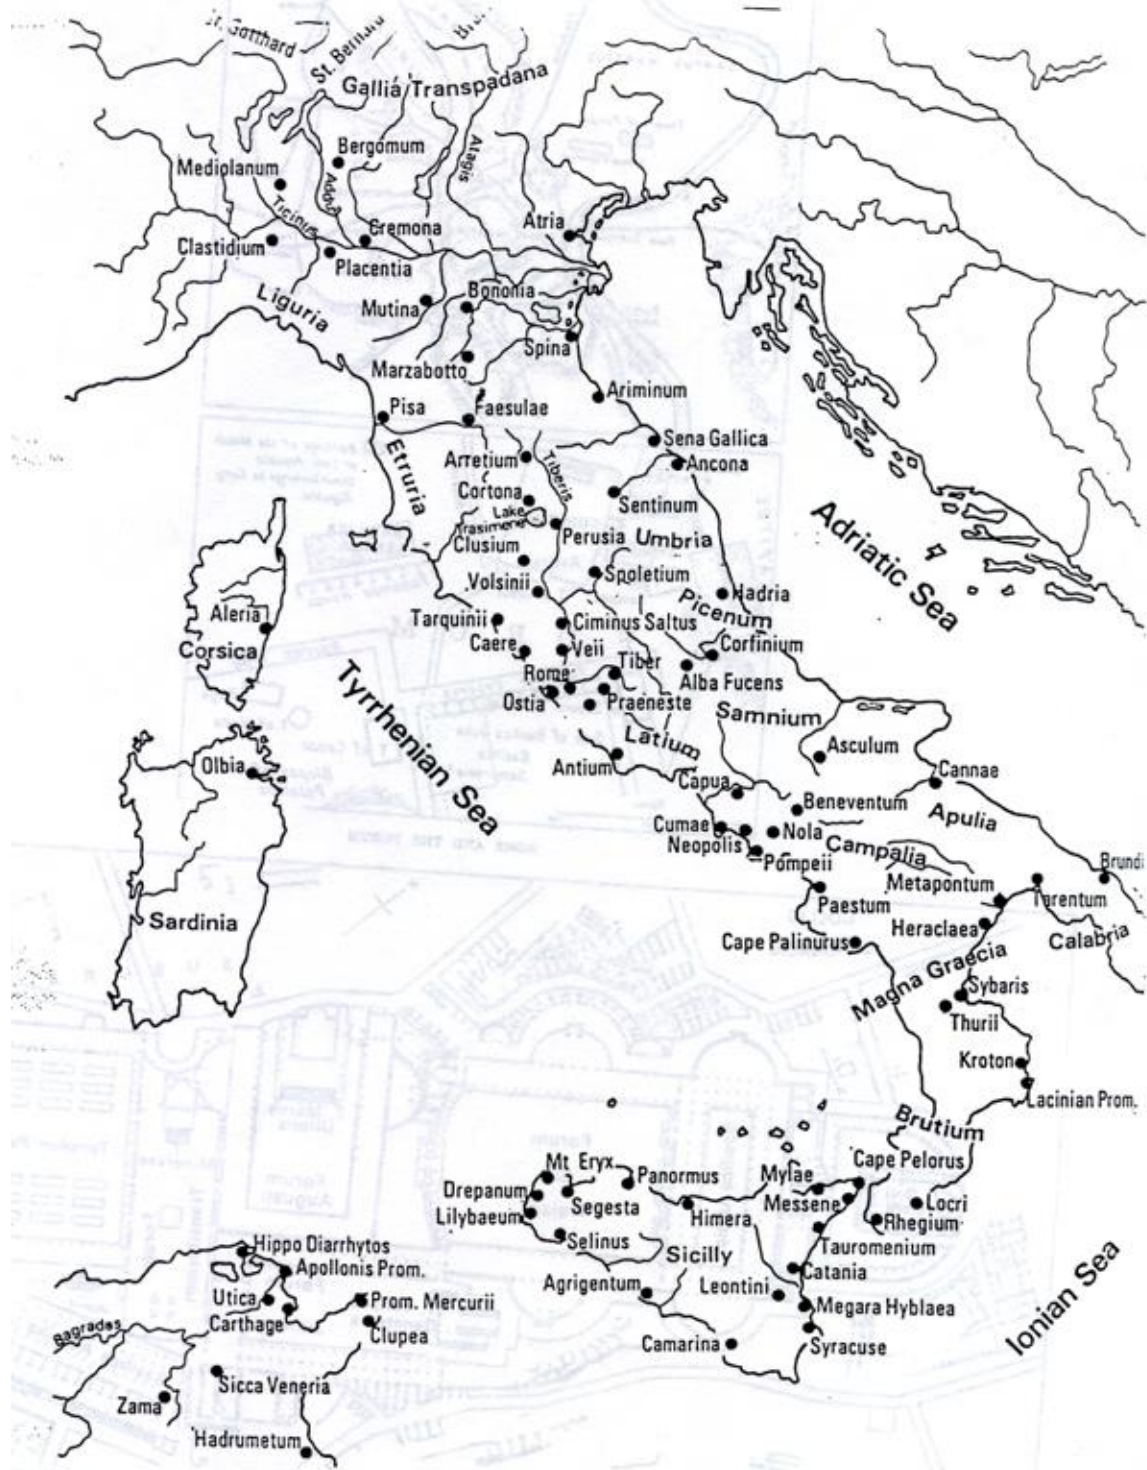 St. Gotthard
St. Bernard
Gallia Transpadana
Bergomum
Mediolanum
Atagis
Addua
Ticinus
Atria
Cremona
Clastidium
Placentia
Bononia
Liguria
Mutina
Spina
Marzabotto
Ariminum
Pisa
Faesulae
Sena Gallica
Etruria
Arretium
Tiberis
Ancona
Cortona
Sentinum
Lake
Trasimene
Perusia
Umbria
Adriatic Sea
Clusium
Volsinii
Spoletium
Hadria
Picenum
Aleria
Tarquinii
Ciminus Saltus
Corsica
Caere
Veii
Corfinium
Rome
Tiber
Alba Fucens
Ostia
Praeneste
Samnium
Tyrrhenian Sea
Latium
Asculum
Olbia
Antium
Capua
Cannae
Beneventum
Apulia
Cumae
Nola
Neopolis
Campalia
Pompeii
Brundi
Metapontum
Tarentum
Paestum
Sardinia
Heraclaea
Calabria
Cape Palinurus
Magna Graecia
Sybaris
Thurii
Kroton
Lacinian Prom.
Brutium
Mt Eryx
Cape Pelorus
Panormus
Mylae
Drepanum
Segesta
Messene
Locri
Lilybaeum
Himera
Rhegium
Selinus
Hippo Diarrhytos
Sicilly
Tauromenium
Apollonis Prom.
Catania
Agrigentum
Leontini
Utica
Prom. Mercurii
Megara Hyblaea
Carthage
Ionian Sea
Bagrades
Clupea
Camarina
Syracuse
Sicca Veneria
Zama
Hadrumetum